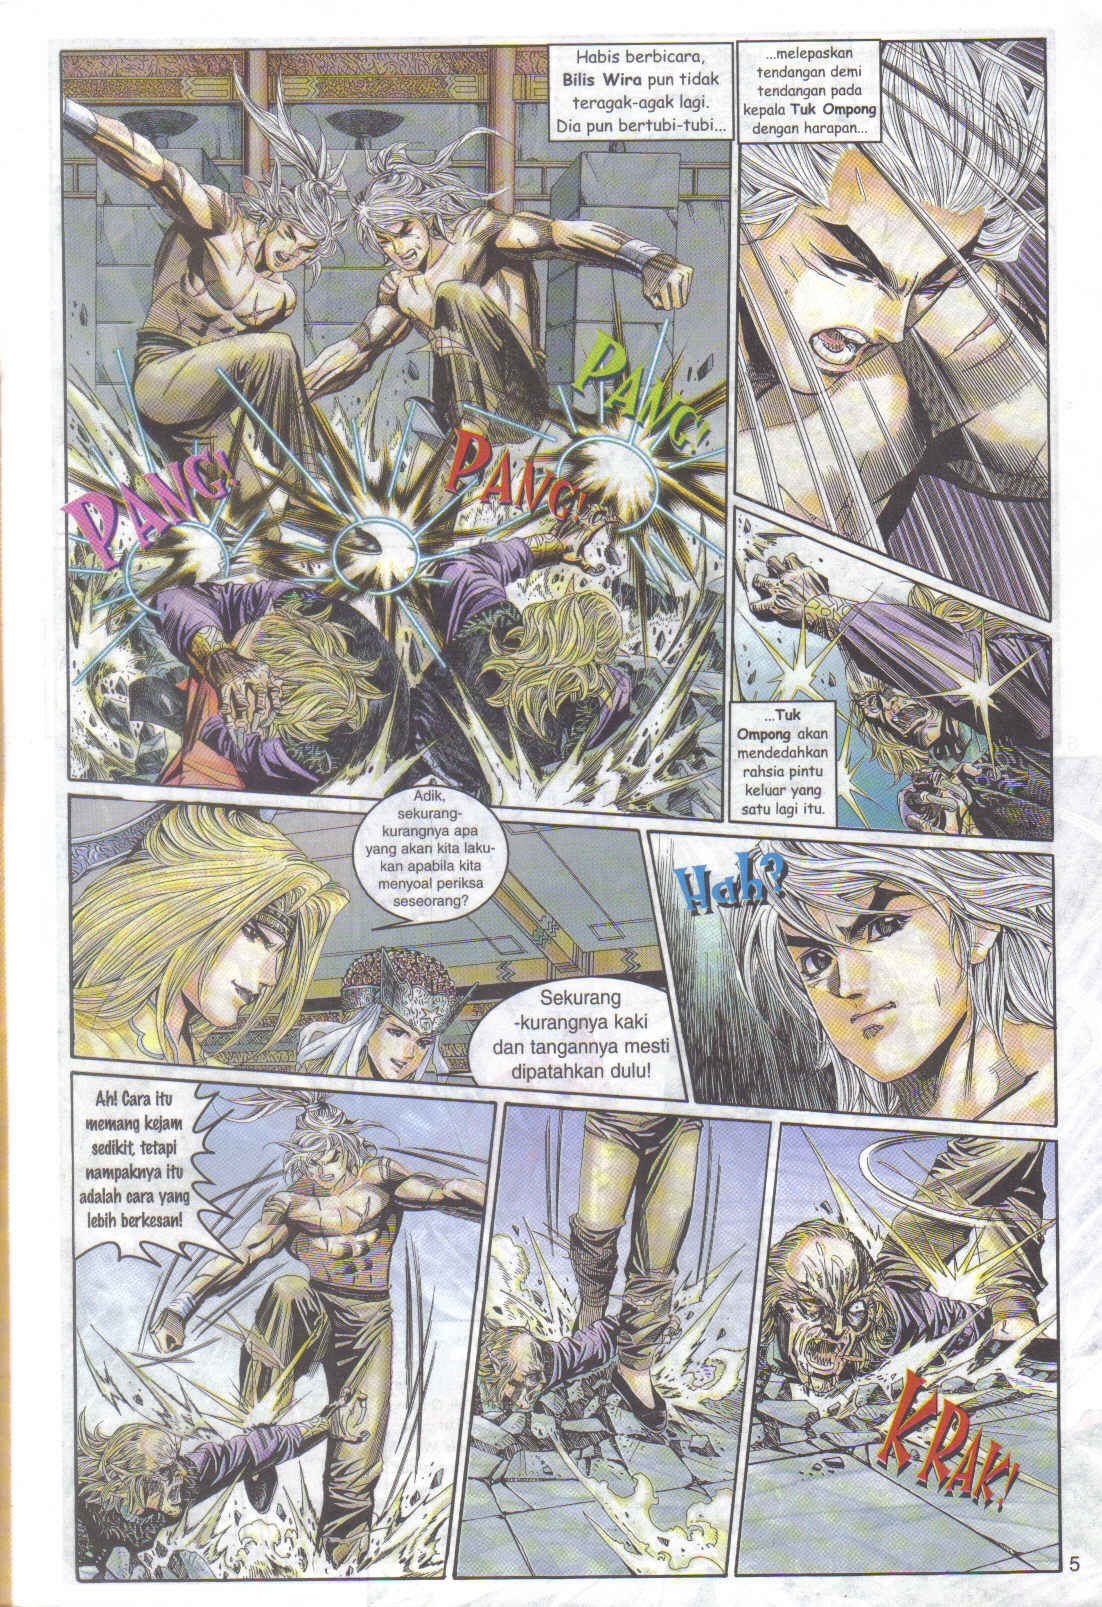 Habis berbicara,
Bilis Wira pun tidak
teragak-agak lagi.
Dia pun bertubi-tubi...
...melepaskan
tendangan demi
tendangan pada
kepala Tuk Ompong
dengan harapan...
PANG!
PANG!
PANG!
...Tuk
Ompong akan
mendedahkan
rahsia pintu
keluar yang
satu lagi itu.
Adik,
sekurang-
kurangnya apa
yang akan kita laku-
kan apabila kita
menyoal periksa
seseorang?
Sekurang
-kurangnya kaki
dan tangannya mesti
dipatahkan dulu!
Hah?
Ah! Cara itu
memang kejam
sedikit, tetapi
nampaknya itu
adalah cara yang
lebih berkesan!
KRAK!
5